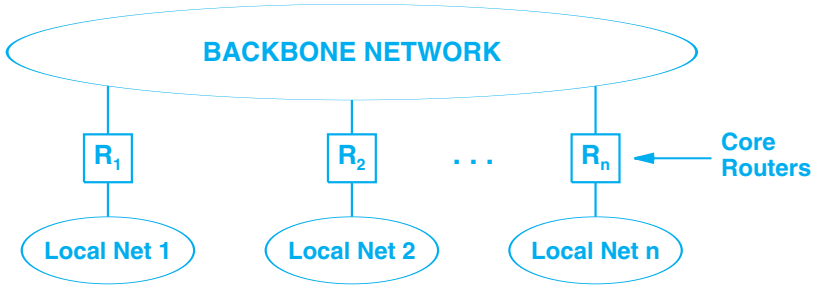 BACKBONE NETWORK
R1
R2
. . .
Rn
Core
Routers
Local Net 1
Local Net 2
Local Net n